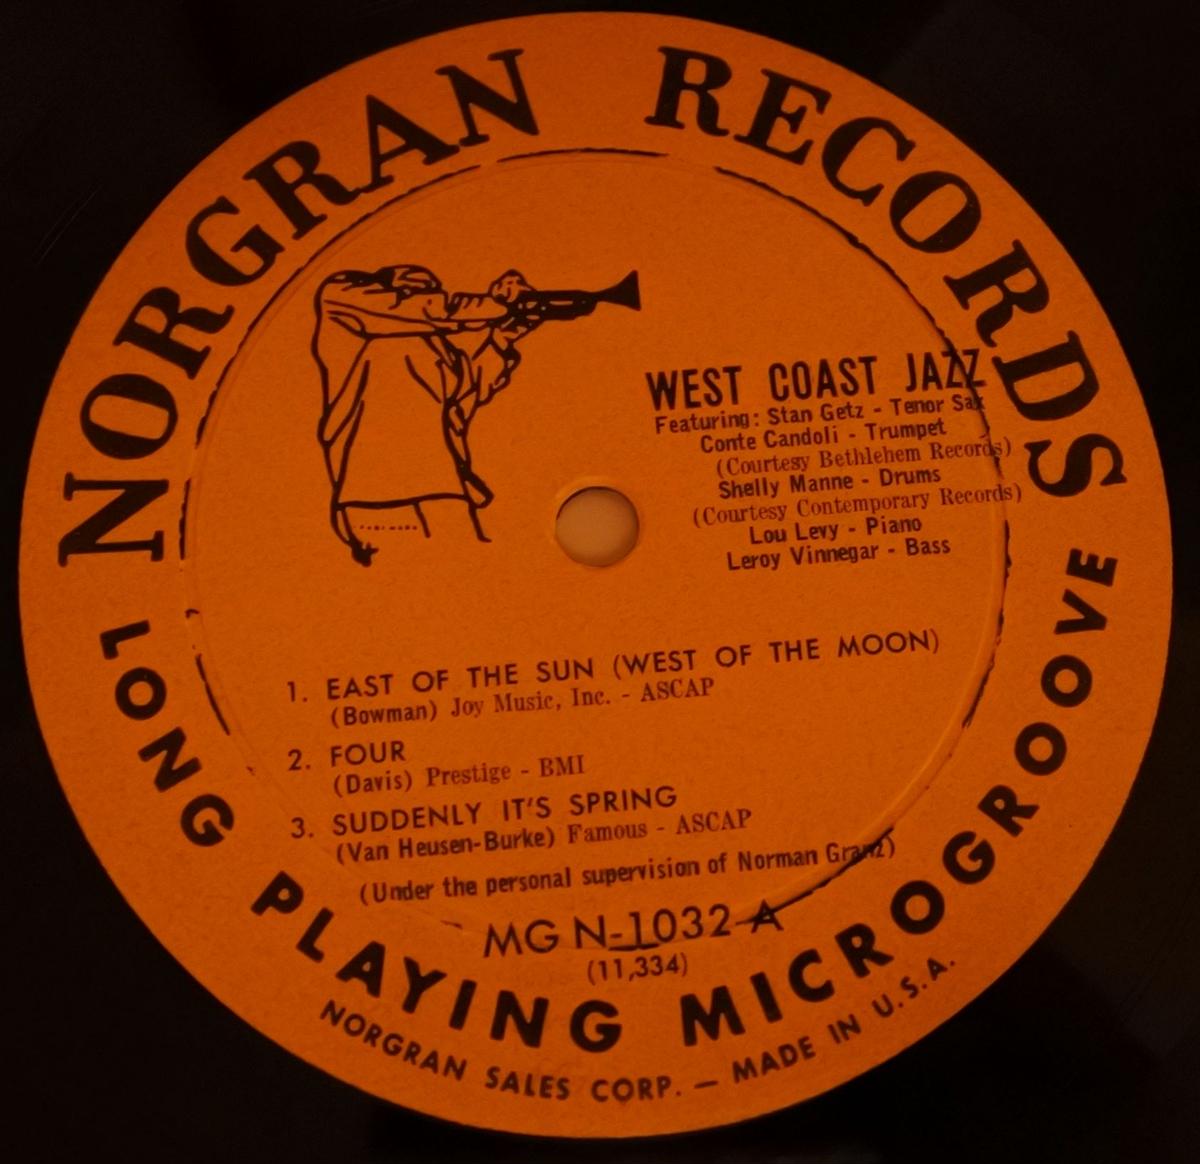 NORGRAN RECORDS
WEST COAST JAZZ
Featuring: Stan Getz - Tenor Sax
Conte Candoli - Trumpet
(Courtesy Bethlehem Records)
Shelly Manne - Drums
(Courtesy Contemporary Records)
Lou Levy - Piano
Leroy Vinnegar - Bass
1. EAST OF THE SUN (WEST OF THE MOON)
(Bowman) Joy Music, Inc. - ASCAP
2. FOUR
(Davis) Prestige - BMI
3. SUDDENLY IT'S SPRING
(Van Heusen-Burke) Famous - ASCAP
(Under the personal supervision of Norman Granz)
MG N-1032-A
(11,334)
LONG PLAYING MICROGROOVE
NORGRAN SALES CORP. — MADE IN U.S.A.